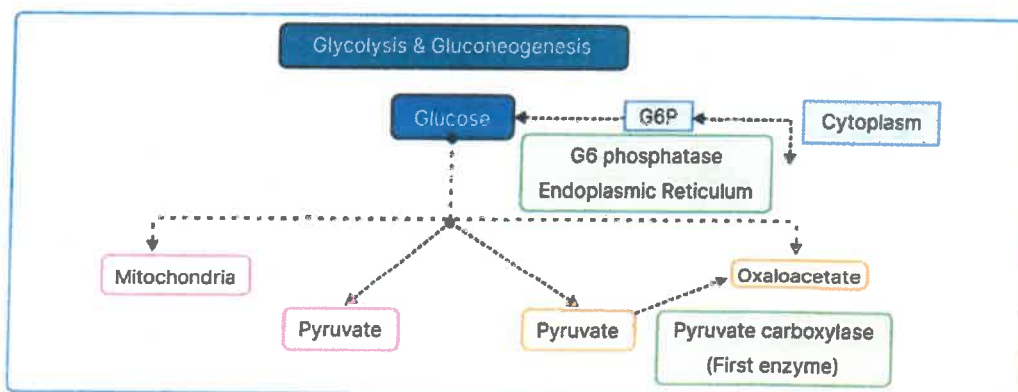 Glycolysis & Gluconeogenesis
Glucose
G6P
Cytoplasm
G6 phosphatase
Endoplasmic Reticulum
Mitochondria
Oxaloacetate
Pyruvate
Pyruvate
Pyruvate carboxylase
(First enzyme)